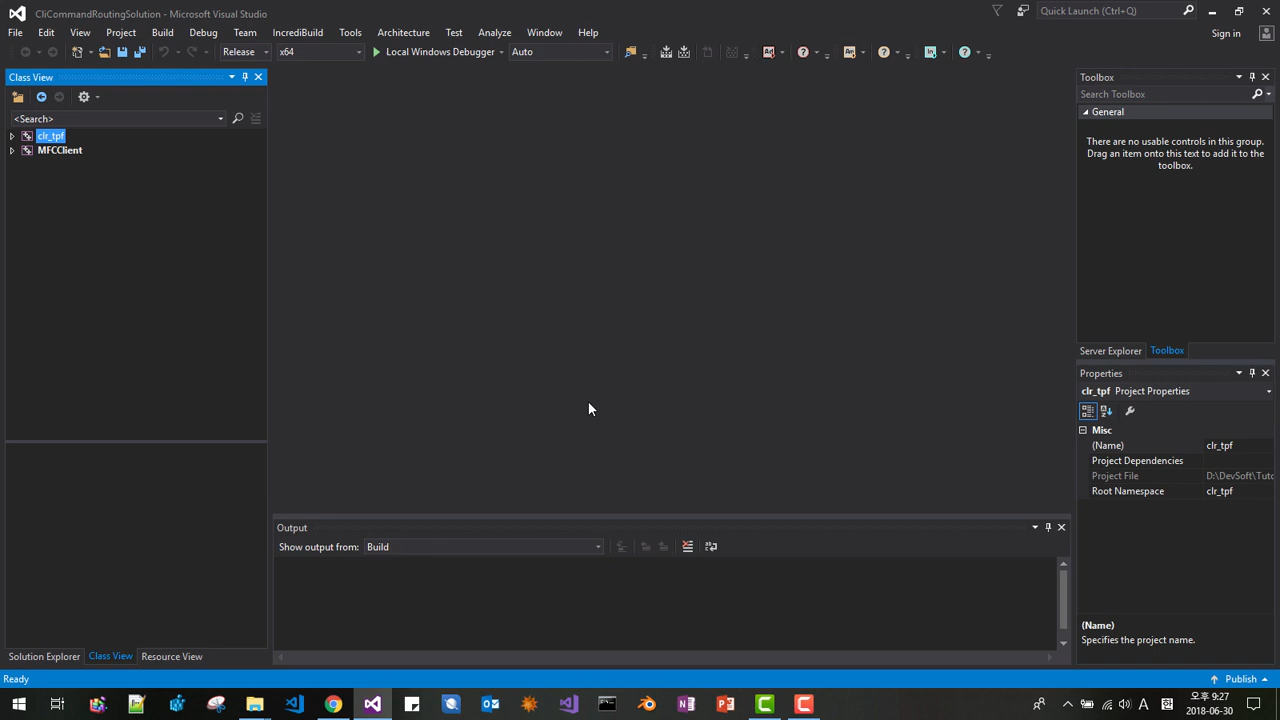 CliCommandRoutingSolution - Microsoft Visual Studio
Quick Launch (Ctrl+Q)
File Edit View Project Build Debug Team IncrediBuild Tools Architecture Test Analyze Window Help
Sign in
Release x64 Local Windows Debugger Auto
Class View
<Search>
clr_tpf
MFCClient
Toolbox
Search Toolbox
General
There are no usable controls in this group.
Drag an item onto this text to add it to the
toolbox.
Server Explorer Toolbox
Properties
clr_tpf Project Properties
Misc
(Name) clr_tpf
Project Dependencies
Project File D:\DevSoft\Tuto
Root Namespace clr_tpf
Output
Show output from: Build
(Name)
Specifies the project name.
Solution Explorer Class View Resource View
Ready
Publish
A
오후 9:27
2018-06-30